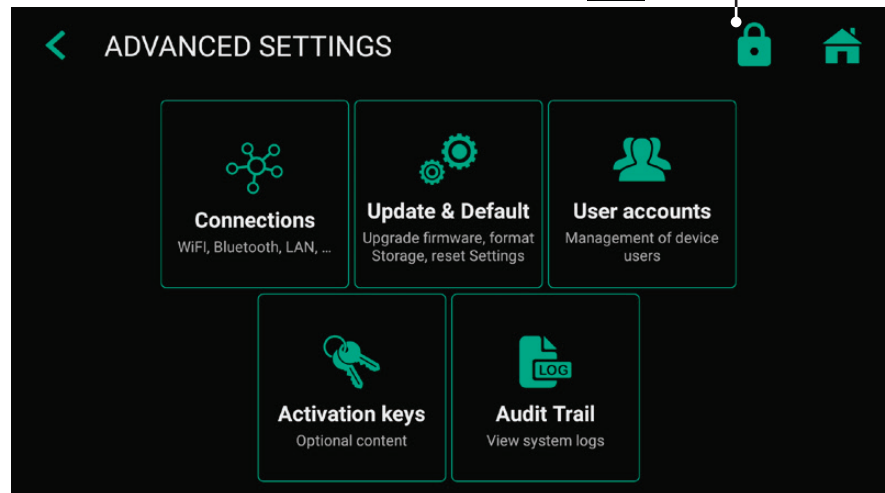 ADVANCED SETTINGS
Connections
WiFI, Bluetooth, LAN, ...
Update & Default
Upgrade firmware, format
Storage, reset Settings
User accounts
Management of device
users
Activation keys
Optional content
LOG
Audit Trail
View system logs